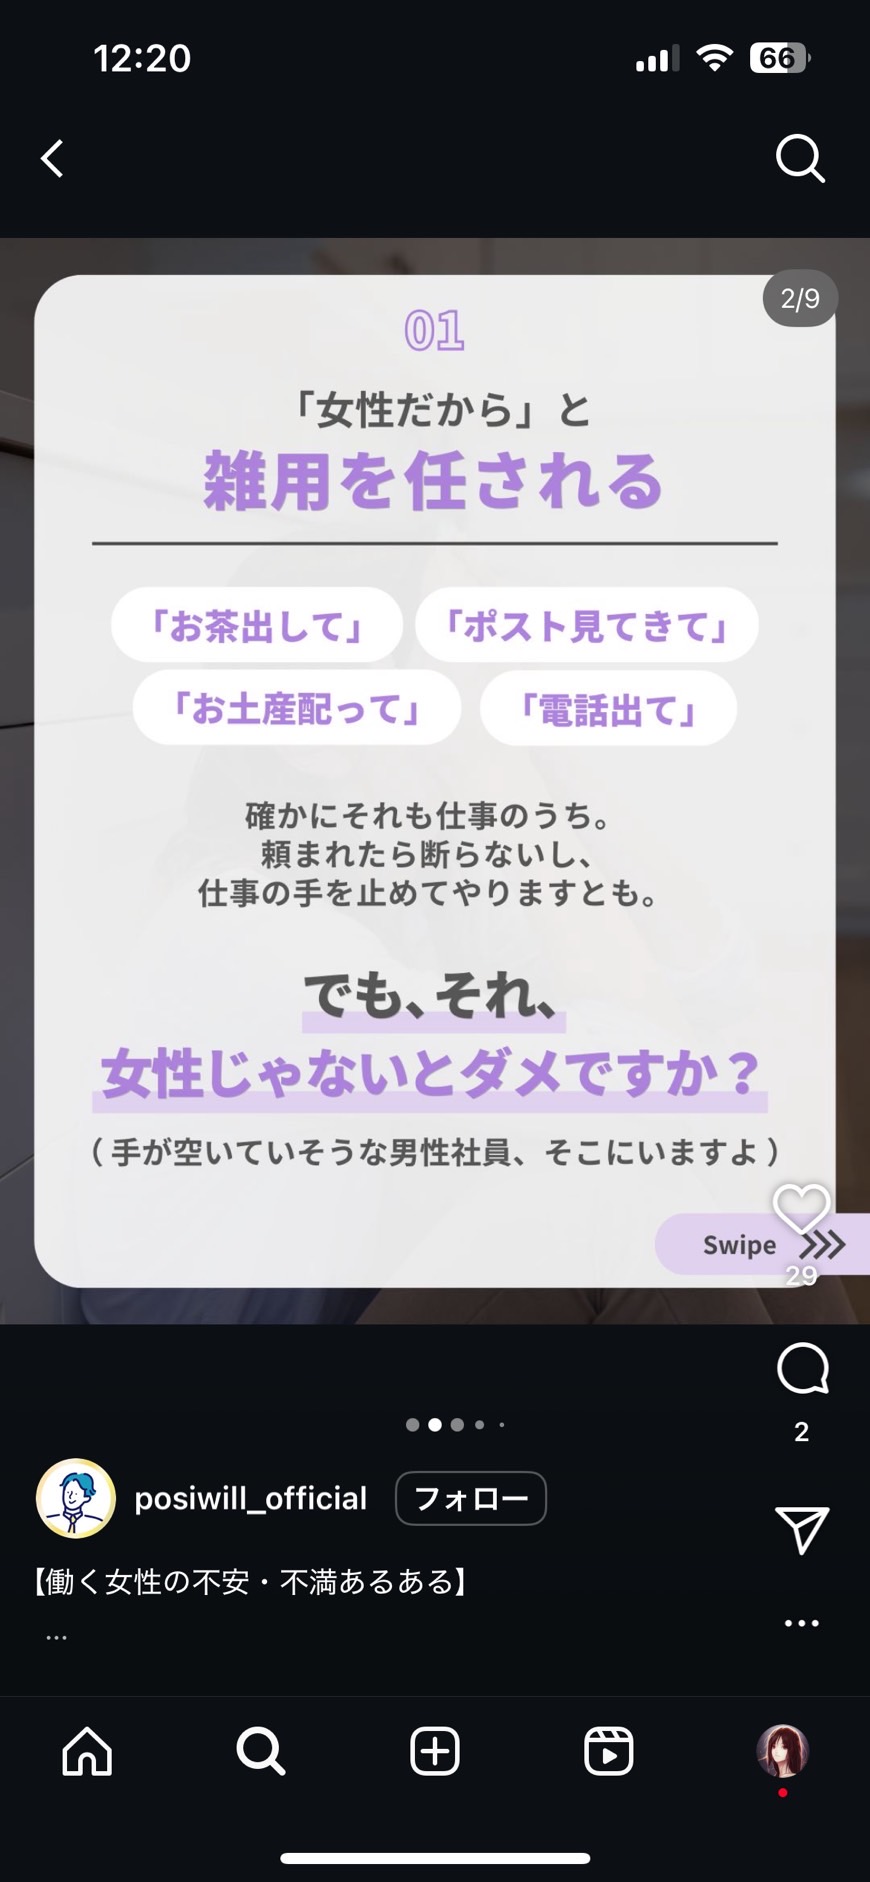 12:20
66
2/9
01
「女性だから」と
雑用を任される
「お茶出して」 「ポスト見てきて」
「お土産配って」 「電話出て」
確かにそれも仕事のうち。
頼まれたら断らないし、
仕事の手を止めてやりますとも。
でも、それ、
女性じゃないとダメですか？
（ 手が空いていそうな男性社員、そこにいますよ ）
Swipe
29
2
posiwill_official フォロー
【働く女性の不安・不満あるある】
...